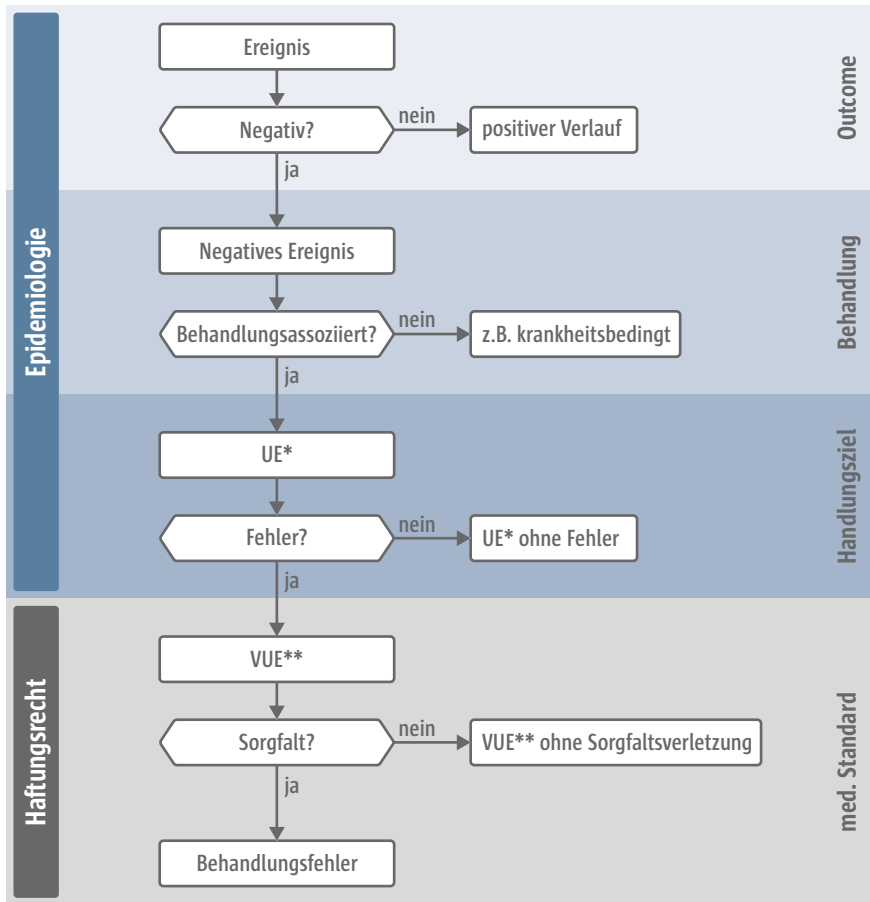 Ereignis
Negativ?
nein
positiver Verlauf
ja
Outcome
Negatives Ereignis
Behandlungsassoziiert?
nein
z.B. krankheitsbedingt
ja
Behandlung
Epidemiologie
UE*
Fehler?
nein
UE* ohne Fehler
ja
Handlungsziel
VUE**
Sorgfalt?
nein
VUE** ohne Sorgfaltsverletzung
ja
Behandlungsfehler
med. Standard
Haftungsrecht